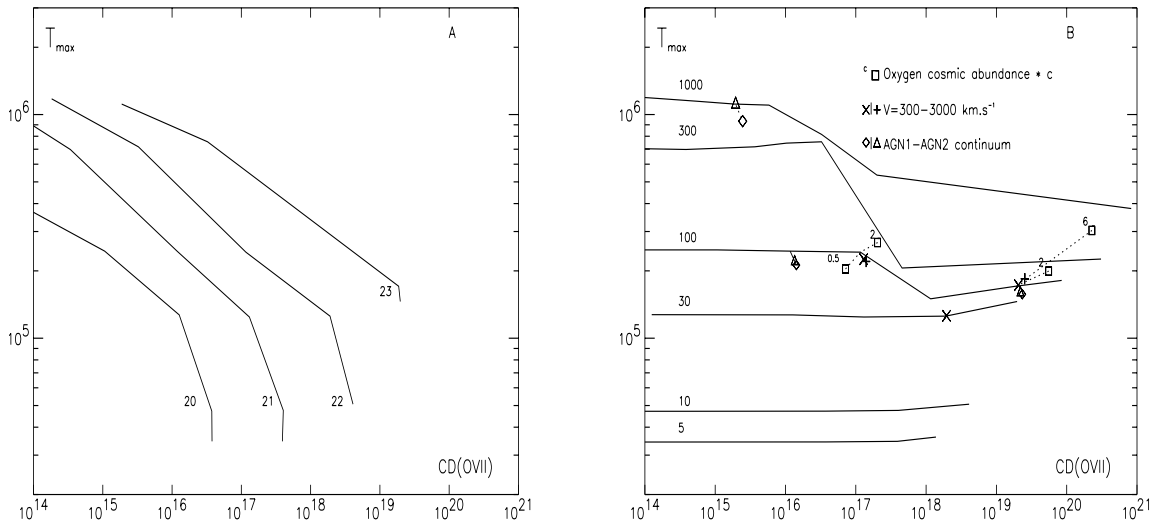 T_max A
10^6
10^5
23
20 21 22
CD(OVII)
10^14 10^15 10^16 10^17 10^18 10^19 10^20 10^21
T_max B
c □ Oxygen cosmic abundance * c
1000
×|+ V=300-3000 km.s^-1
10^6
300
◇|△ AGN1-AGN2 continuum
6
100 2
0.5 2
30
10^5
10
5
CD(OVII)
10^14 10^15 10^16 10^17 10^18 10^19 10^20 10^21